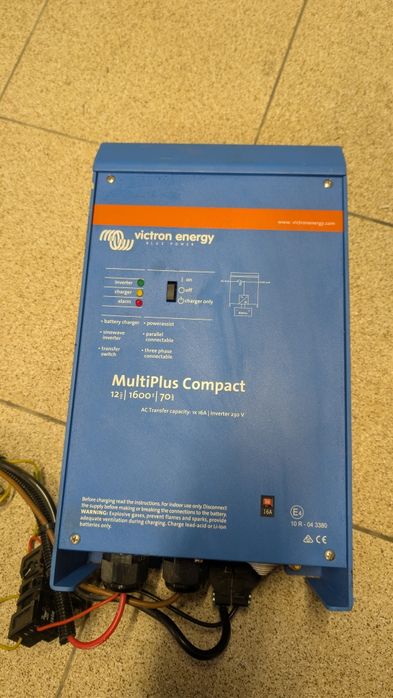 www.victronenergy.com
victron energy
BLUE POWER
on
inverter
off
charger
alarm
charger only
• battery charger
• powerassist
• sinewave inverter
• parallel connectable
• transfer switch
• three phase connectable
MultiPlus Compact
12 | 1600 | 70
AC Transfer capacity: 1x 16A | Inverter 230 V
16A
Before charging read the instructions. For indoor use only. Disconnect
the supply before making or breaking the connections to the battery.
WARNING: Explosive gases, prevent flames and sparks, provide
adequate ventilation during charging. Charge lead-acid or Li-Ion
batteries only.
E4
10 R - 04 3380
CE